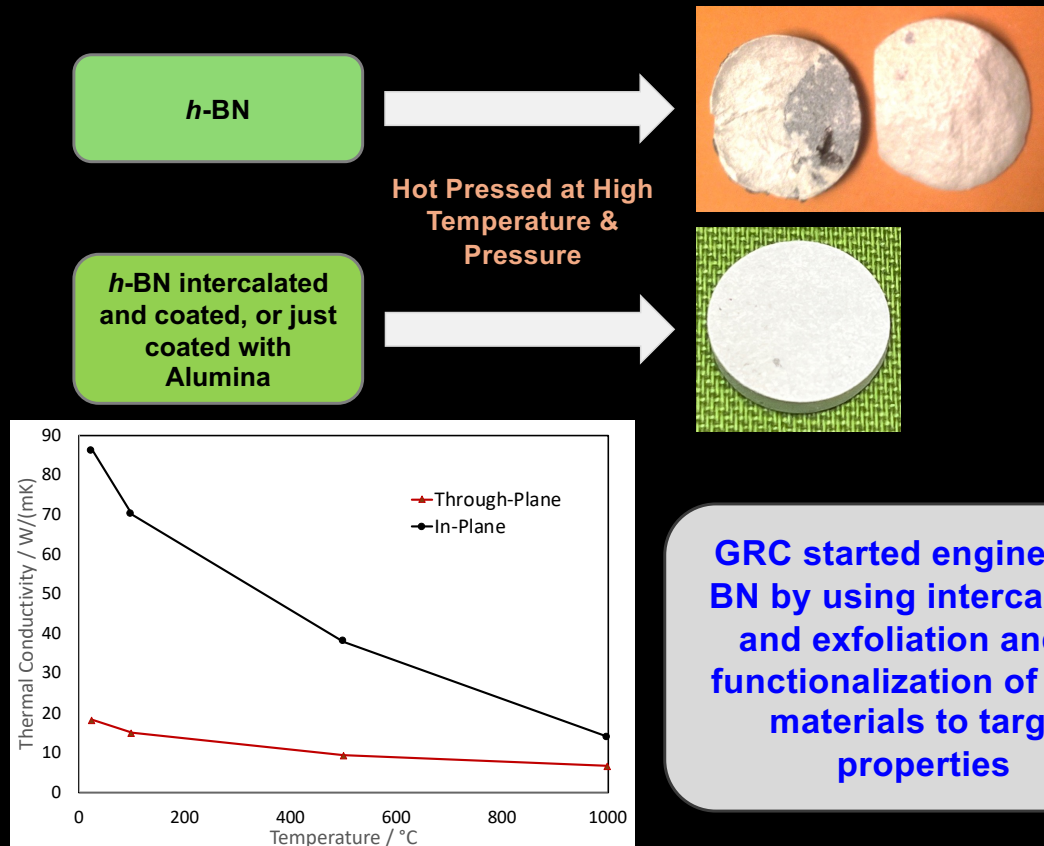 h-BN
Hot Pressed at High
Temperature &
Pressure
h-BN intercalated
and coated, or just
coated with
Alumina
90
80
70
60
50
40
30
20
10
0
Thermal Conductivity / W/(mK)
Through-Plane
In-Plane
0 200 400 600 800 1000
Temperature / °C
GRC started engine
BN by using interca
and exfoliation an
functionalization of
materials to targ
properties